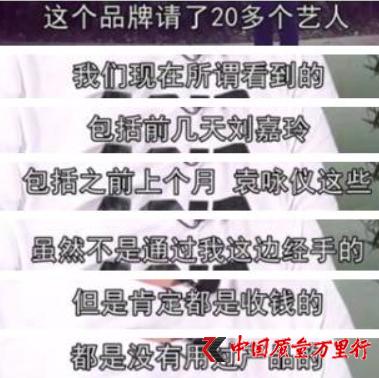 这个品牌请了20多个艺人
我们现在所谓看到的
包括前几天刘嘉玲
包括之前上个月 袁咏仪这些
虽然不是通过我这边经手的
但是肯定都是收钱的
都是没有用过产品的
中国质量万里行